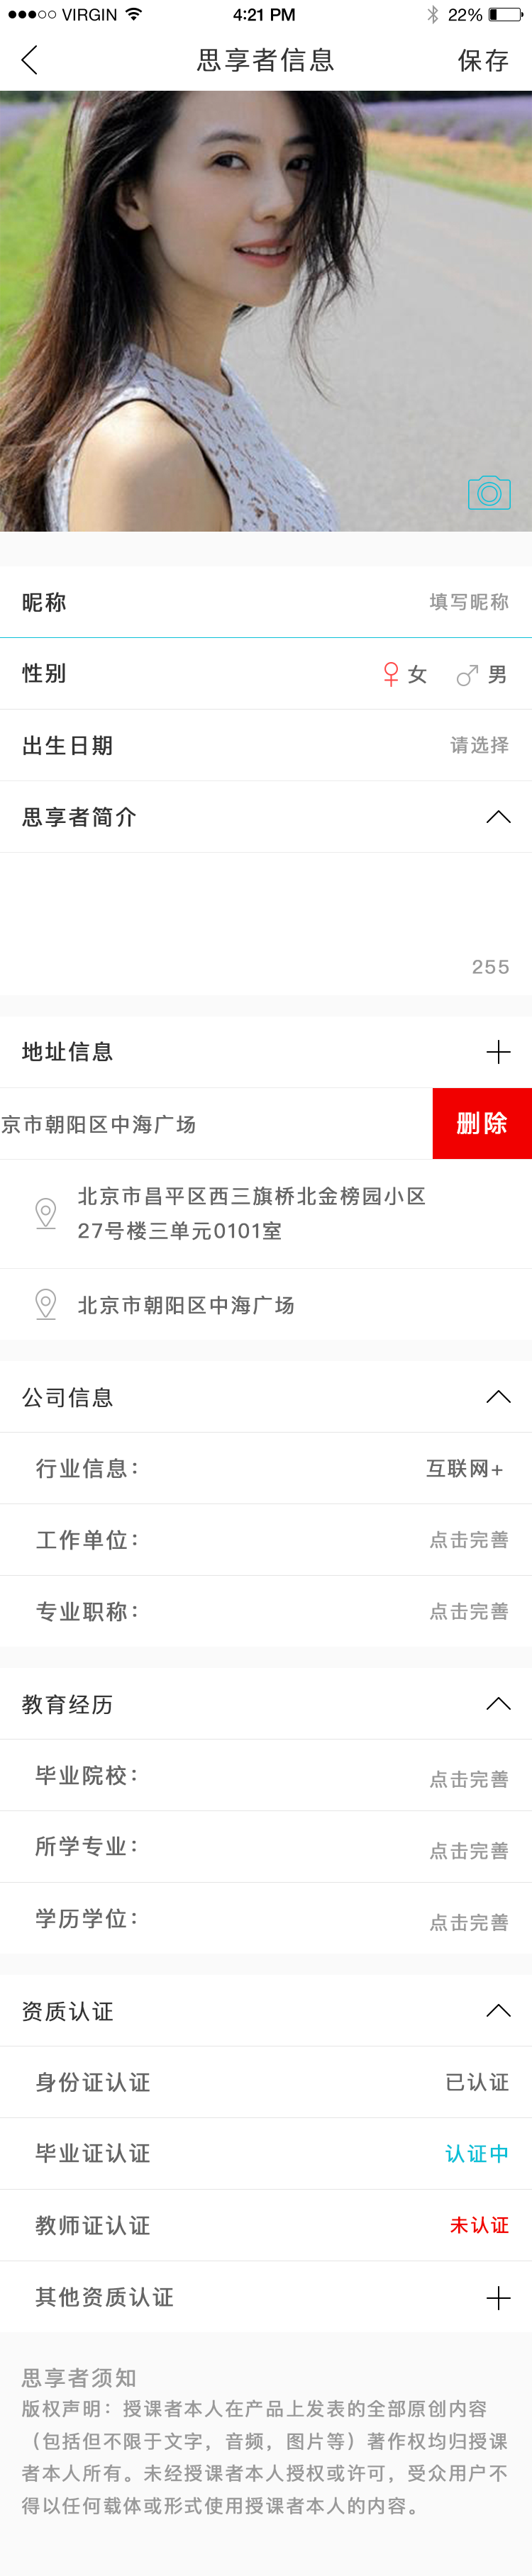 VIRGIN 4:21 PM 22%
思享者信息 保存
昵称 填写昵称
性别 女 男
出生日期 请选择
思享者简介
255
地址信息
京市朝阳区中海广场 删除
北京市昌平区西三旗桥北金榜园小区
27号楼三单元0101室
北京市朝阳区中海广场
公司信息
行业信息： 互联网+
工作单位： 点击完善
专业职称： 点击完善
教育经历
毕业院校： 点击完善
所学专业： 点击完善
学历学位： 点击完善
资质认证
身份证认证 已认证
毕业证认证 认证中
教师证认证 未认证
其他资质认证
思享者须知
版权声明：授课者本人在产品上发表的全部原创内容
（包括但不限于文字，音频，图片等）著作权均归授课
者本人所有。未经授课者本人授权或许可，受众用户不
得以任何载体或形式使用授课者本人的内容。